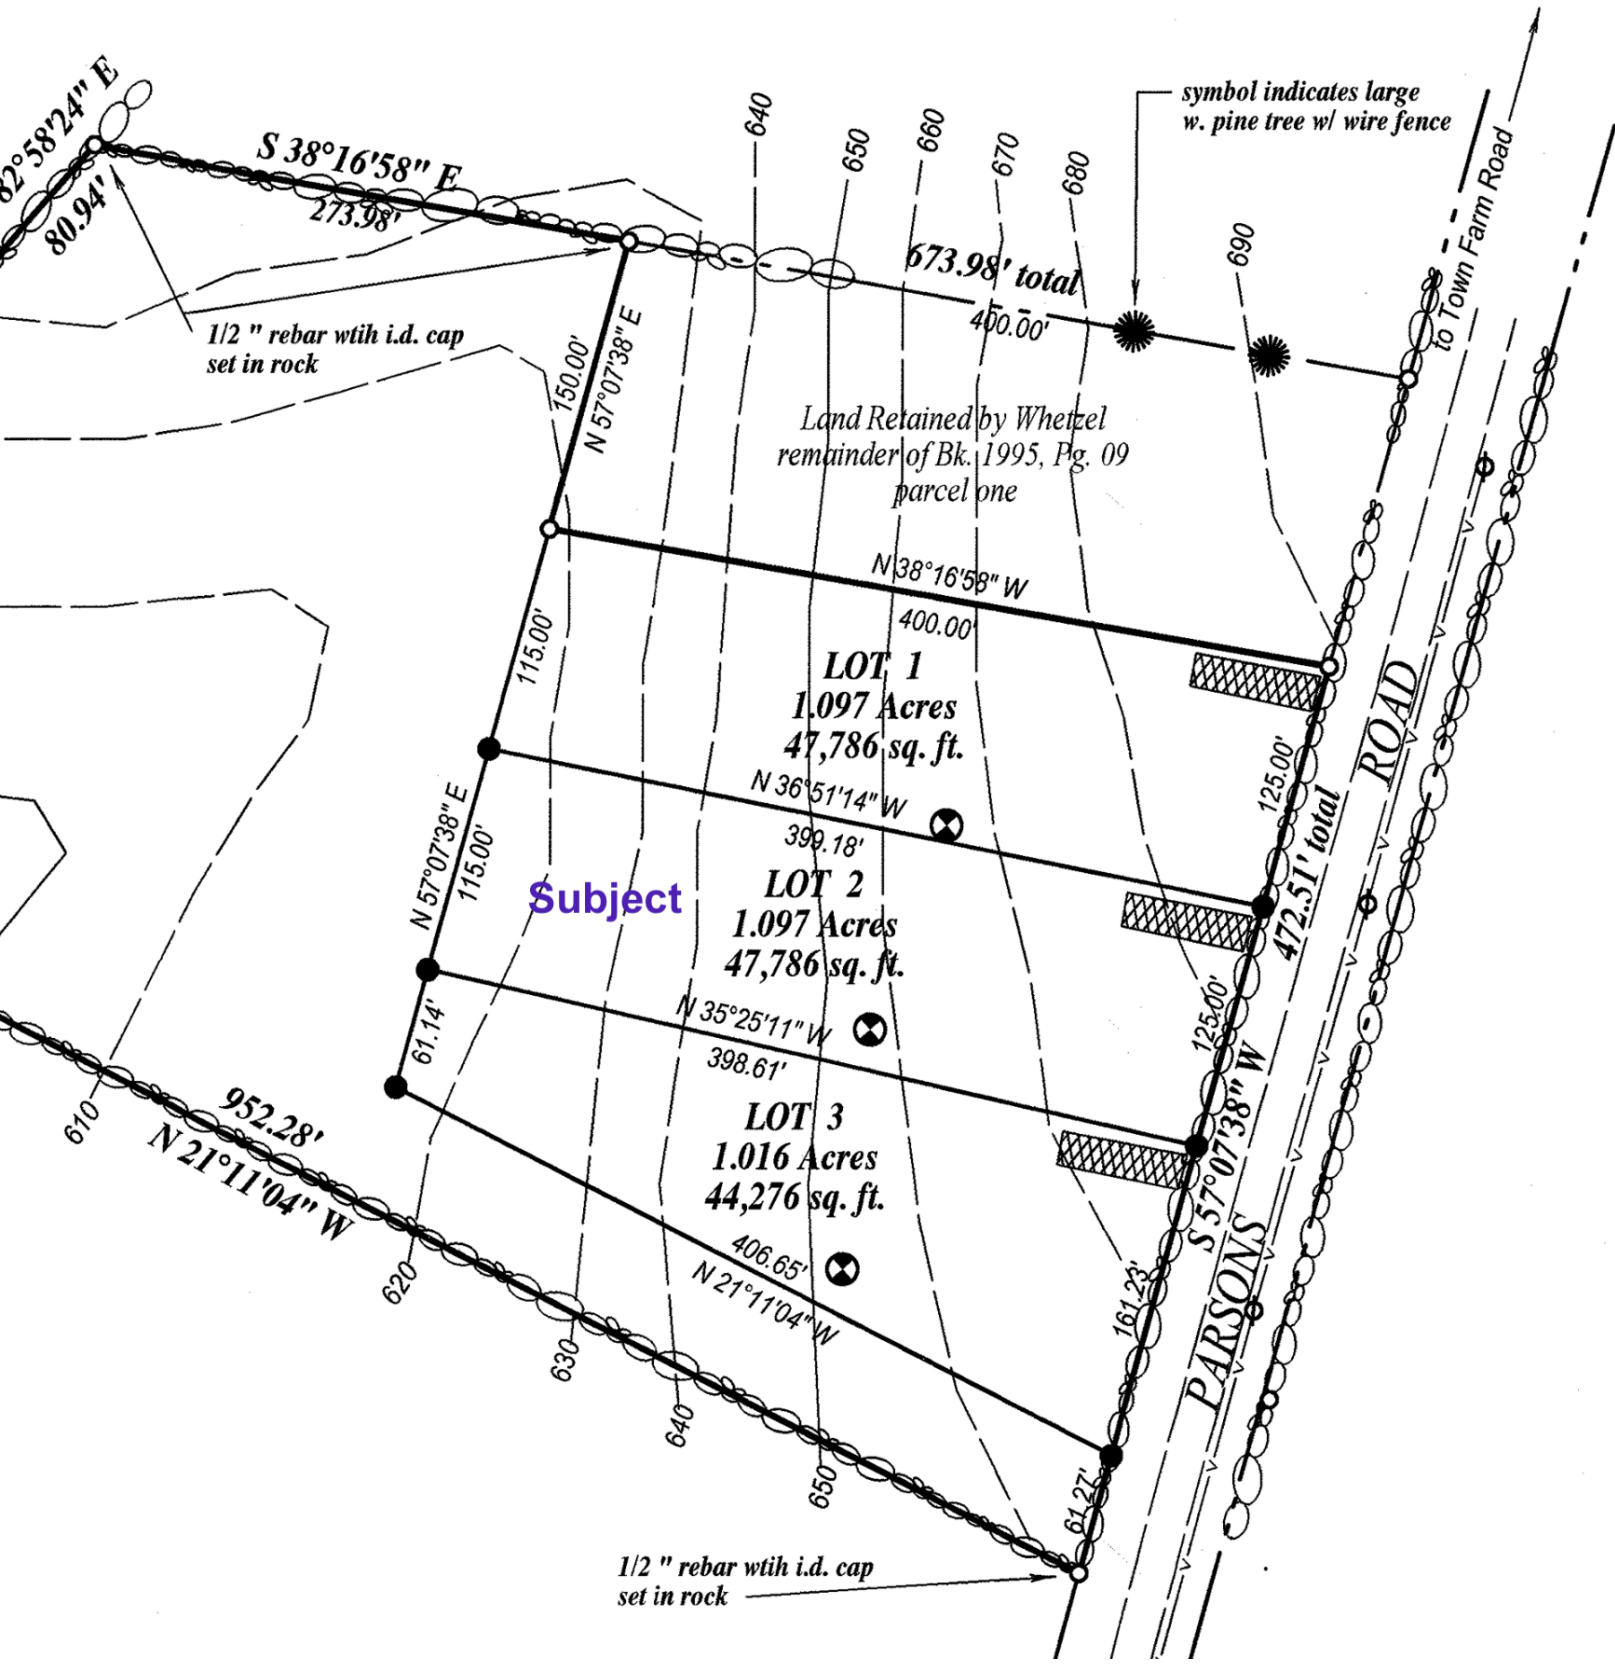 82°58'24" E
80.94'
S 38°16'58" E
273.98'
640
650
660
670
680
690
symbol indicates large
w. pine tree w/ wire fence
to Town Farm Road
673.98' total
400.00'
1/2 " rebar wtih i.d. cap
set in rock
150.00'
N 57°07'38" E
Land Retained by Whetzel
remainder of Bk. 1995, Pg. 09
parcel one
N 38°16'58" W
400.00'
115.00'
LOT 1
1.097 Acres
47,786 sq. ft.
125.00'
ROAD
N 36°51'14" W
399.18'
N 57°07'38" E
115.00'
Subject
LOT 2
1.097 Acres
47,786 sq. ft.
472.51' total
125.00'
N 35°25'11" W
398.61'
61.14'
LOT 3
1.016 Acres
44,276 sq. ft.
S 57°07'38" W
PARSONS
161.23'
406.65'
N 21°11'04" W
952.28'
N 21°11'04" W
610
620
630
640
650
61.27'
1/2 " rebar wtih i.d. cap
set in rock